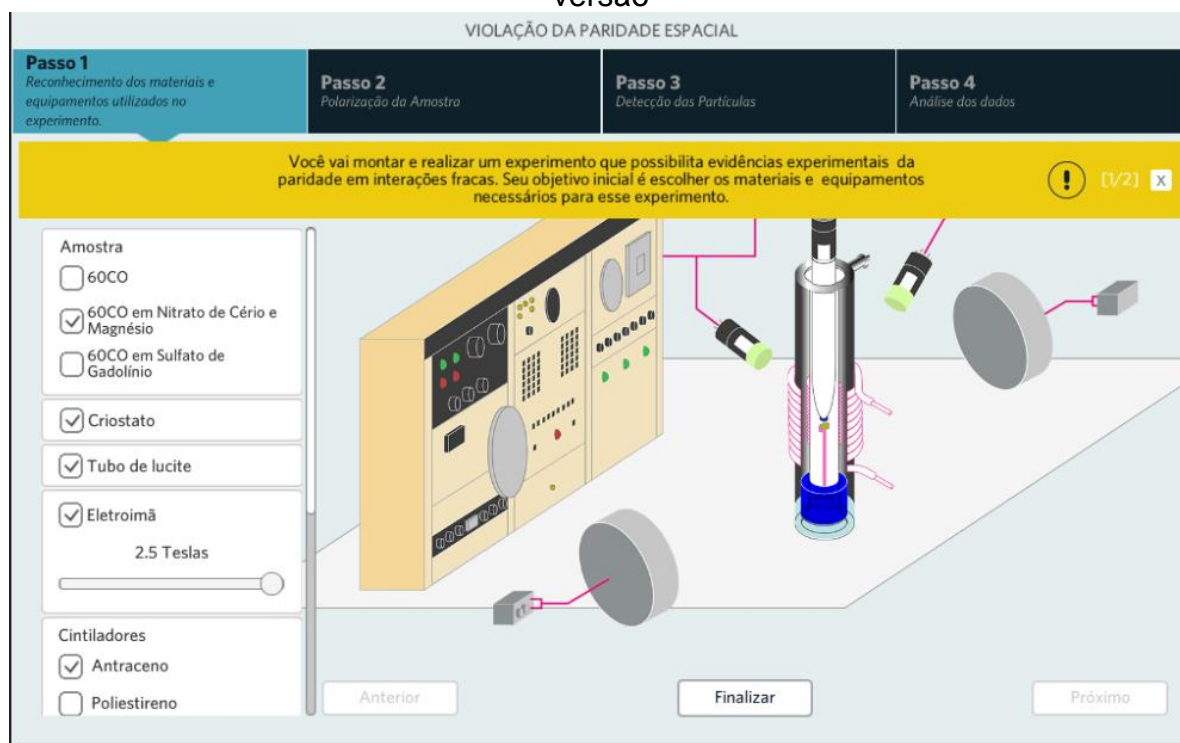 versão
VIOLAÇÃO DA PARIDADE ESPACIAL
Passo 1
Reconhecimento dos materiais e
equipamentos utilizados no
experimento.
Passo 2
Polarização da Amostra
Passo 3
Detecção das Partículas
Passo 4
Análise dos dados
Você vai montar e realizar um experimento que possibilita evidências experimentais da
paridade em interações fracas. Seu objetivo inicial é escolher os materiais e equipamentos
necessários para esse experimento.
! [1/2] X
Amostra
60CO
60CO em Nitrato de Cério e
Magnésio
60CO em Sulfato de
Gadolínio
Criostato
Tubo de lucite
Eletroimã
2.5 Teslas
Cintiladores
Antraceno
Poliestireno
Anterior
Finalizar
Próximo